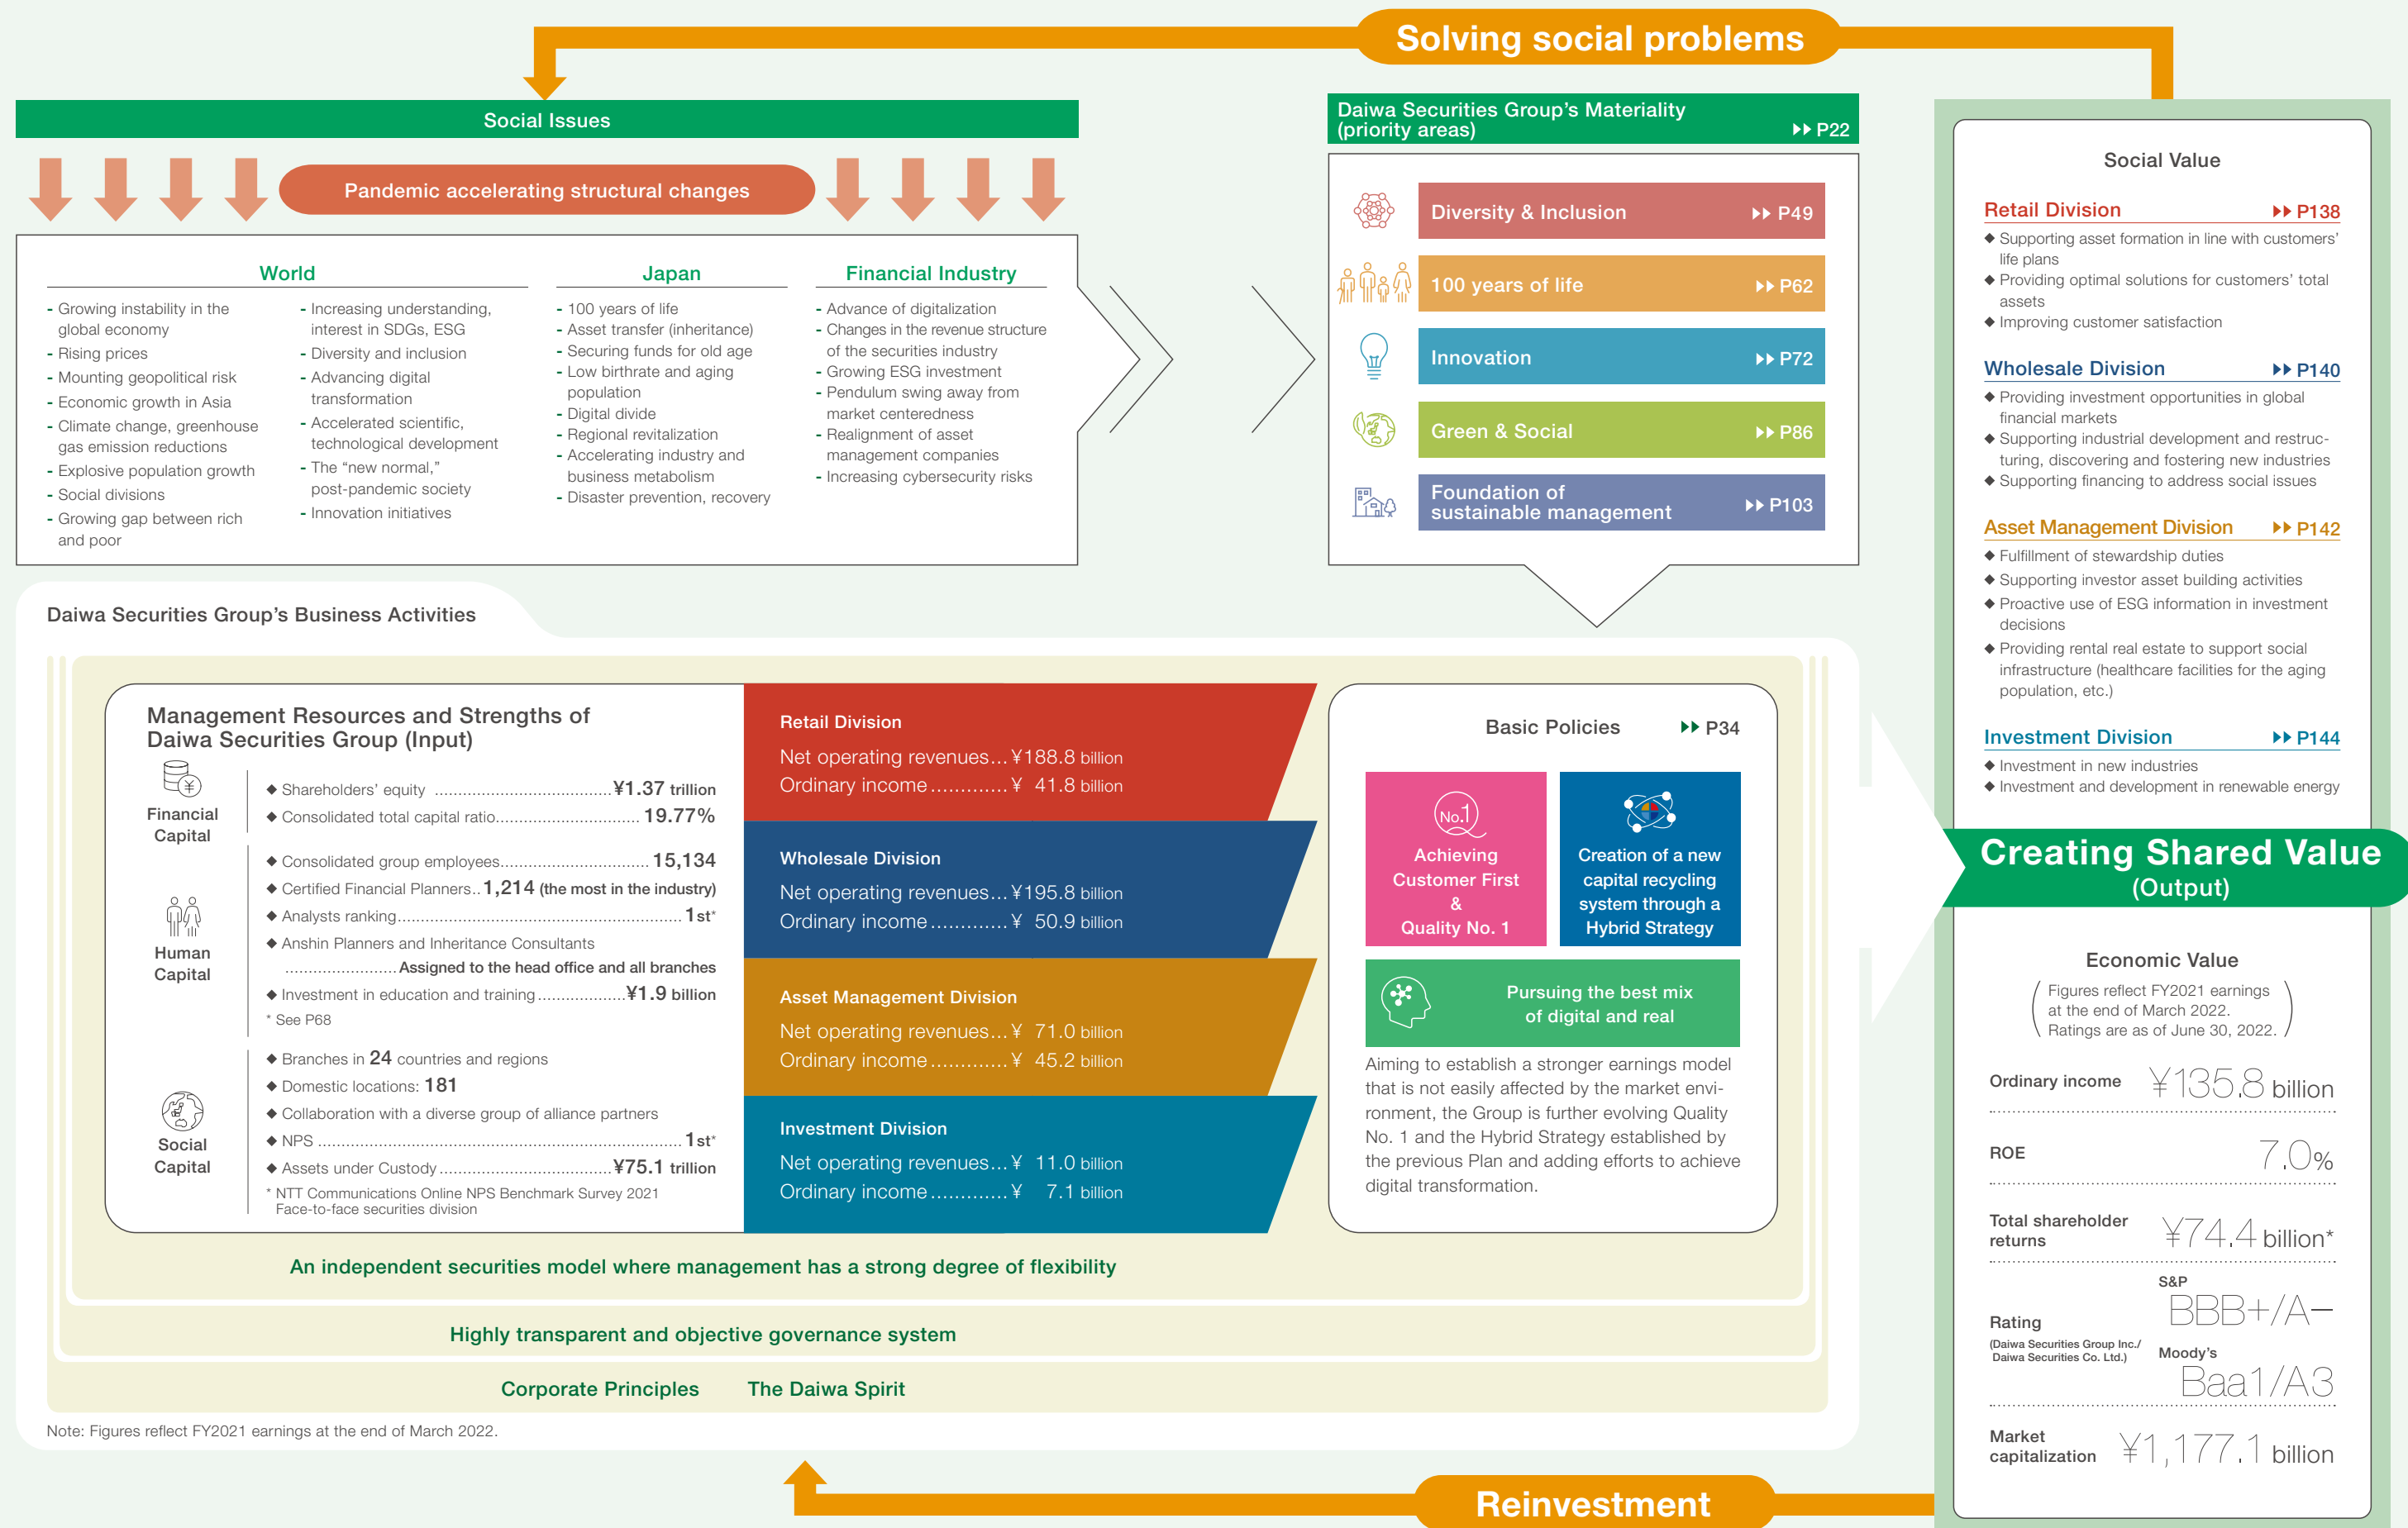 Solving social problems
Social Issues
Pandemic accelerating structural changes
World
- Growing instability in the
global economy
- Rising prices
- Mounting geopolitical risk
- Economic growth in Asia
- Climate change, greenhouse
gas emission reductions
- Explosive population growth
- Social divisions
- Growing gap between rich
and poor
- Increasing understanding,
interest in SDGs, ESG
- Diversity and inclusion
- Advancing digital
transformation
- Accelerated scientific,
technological development
- The “new normal,”
post-pandemic society
- Innovation initiatives
Japan
- 100 years of life
- Asset transfer (inheritance)
- Securing funds for old age
- Low birthrate and aging
population
- Digital divide
- Regional revitalization
- Accelerating industry and
business metabolism
- Disaster prevention, recovery
Financial Industry
- Advance of digitalization
- Changes in the revenue structure
of the securities industry
- Growing ESG investment
- Pendulum swing away from
market centeredness
- Realignment of asset
management companies
- Increasing cybersecurity risks
Daiwa Securities Group’s Materiality
(priority areas) P22
Diversity & Inclusion P49
100 years of life P62
Innovation P72
Green & Social P86
Foundation of
sustainable management P103
Daiwa Securities Group’s Business Activities
Management Resources and Strengths of
Daiwa Securities Group (Input)
Financial
Capital
◆ Shareholders’ equity ......................................¥1.37 trillion
◆ Consolidated total capital ratio............................... 19.77%
Human
Capital
◆ Consolidated group employees................................ 15,134
◆ Certified Financial Planners..1,214 (the most in the industry)
◆ Analysts ranking............................................................ 1st*
◆ Anshin Planners and Inheritance Consultants
........................Assigned to the head office and all branches
◆ Investment in education and training...................¥1.9 billion
* See P68
Social
Capital
◆ Branches in 24 countries and regions
◆ Domestic locations: 181
◆ Collaboration with a diverse group of alliance partners
◆ NPS ............................................................................. 1st*
◆ Assets under Custody.....................................¥75.1 trillion
* NTT Communications Online NPS Benchmark Survey 2021
Face-to-face securities division
Retail Division
Net operating revenues...¥188.8 billion
Ordinary income.............¥ 41.8 billion
Wholesale Division
Net operating revenues...¥195.8 billion
Ordinary income.............¥ 50.9 billion
Asset Management Division
Net operating revenues...¥ 71.0 billion
Ordinary income.............¥ 45.2 billion
Investment Division
Net operating revenues...¥ 11.0 billion
Ordinary income.............¥ 7.1 billion
Basic Policies P34
No.1
Achieving
Customer First
&
Quality No. 1
Creation of a new
capital recycling
system through a
Hybrid Strategy
Pursuing the best mix
of digital and real
Aiming to establish a stronger earnings model
that is not easily affected by the market envi-
ronment, the Group is further evolving Quality
No. 1 and the Hybrid Strategy established by
the previous Plan and adding efforts to achieve
digital transformation.
An independent securities model where management has a strong degree of flexibility
Highly transparent and objective governance system
Corporate Principles The Daiwa Spirit
Note: Figures reflect FY2021 earnings at the end of March 2022.
Reinvestment
Social Value
Retail Division P138
◆ Supporting asset formation in line with customers’
life plans
◆ Providing optimal solutions for customers’ total
assets
◆ Improving customer satisfaction
Wholesale Division P140
◆ Providing investment opportunities in global
financial markets
◆ Supporting industrial development and restruc-
turing, discovering and fostering new industries
◆ Supporting financing to address social issues
Asset Management Division P142
◆ Fulfillment of stewardship duties
◆ Supporting investor asset building activities
◆ Proactive use of ESG information in investment
decisions
◆ Providing rental real estate to support social
infrastructure (healthcare facilities for the aging
population, etc.)
Investment Division P144
◆ Investment in new industries
◆ Investment and development in renewable energy
Creating Shared Value
(Output)
Economic Value
(Figures reflect FY2021 earnings
at the end of March 2022.
Ratings are as of June 30, 2022.)
Ordinary income ¥135.8 billion
ROE 7.0%
Total shareholder
returns ¥74.4 billion*
Rating
(Daiwa Securities Group Inc./
Daiwa Securities Co. Ltd.)
S&P
BBB+/A−
Moody’s
Baa1/A3
Market
capitalization ¥1,177.1 billion